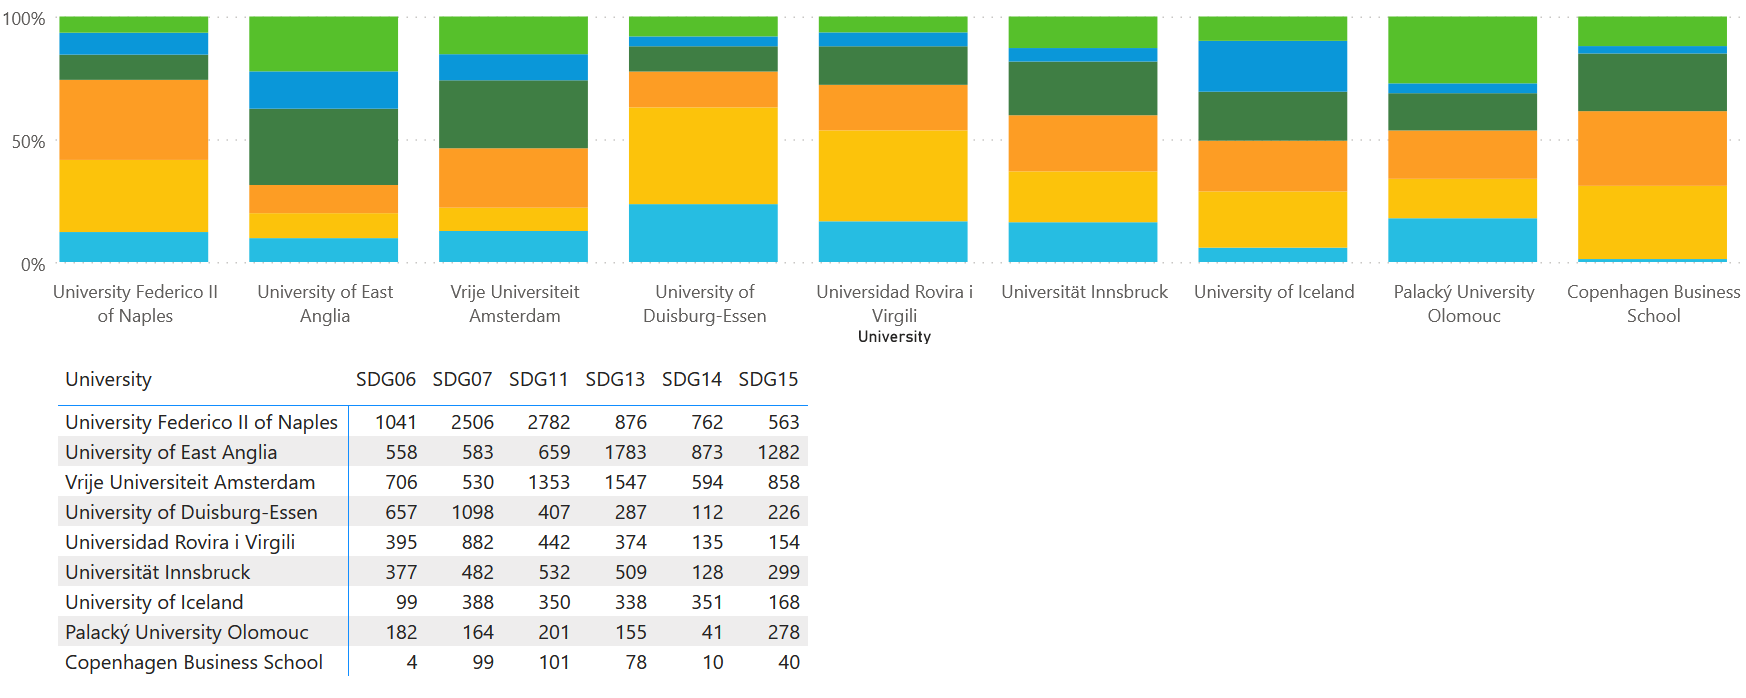 100%
50%
0%
University Federico II of Naples
University of East Anglia
Vrije Universiteit Amsterdam
University of Duisburg-Essen
Universidad Rovira i Virgili
Universität Innsbruck
University of Iceland
Palacký University Olomouc
Copenhagen Business School
University
University SDG06 SDG07 SDG11 SDG13 SDG14 SDG15
University Federico II of Naples 1041 2506 2782 876 762 563
University of East Anglia 558 583 659 1783 873 1282
Vrije Universiteit Amsterdam 706 530 1353 1547 594 858
University of Duisburg-Essen 657 1098 407 287 112 226
Universidad Rovira i Virgili 395 882 442 374 135 154
Universität Innsbruck 377 482 532 509 128 299
University of Iceland 99 388 350 338 351 168
Palacký University Olomouc 182 164 201 155 41 278
Copenhagen Business School 4 99 101 78 10 40